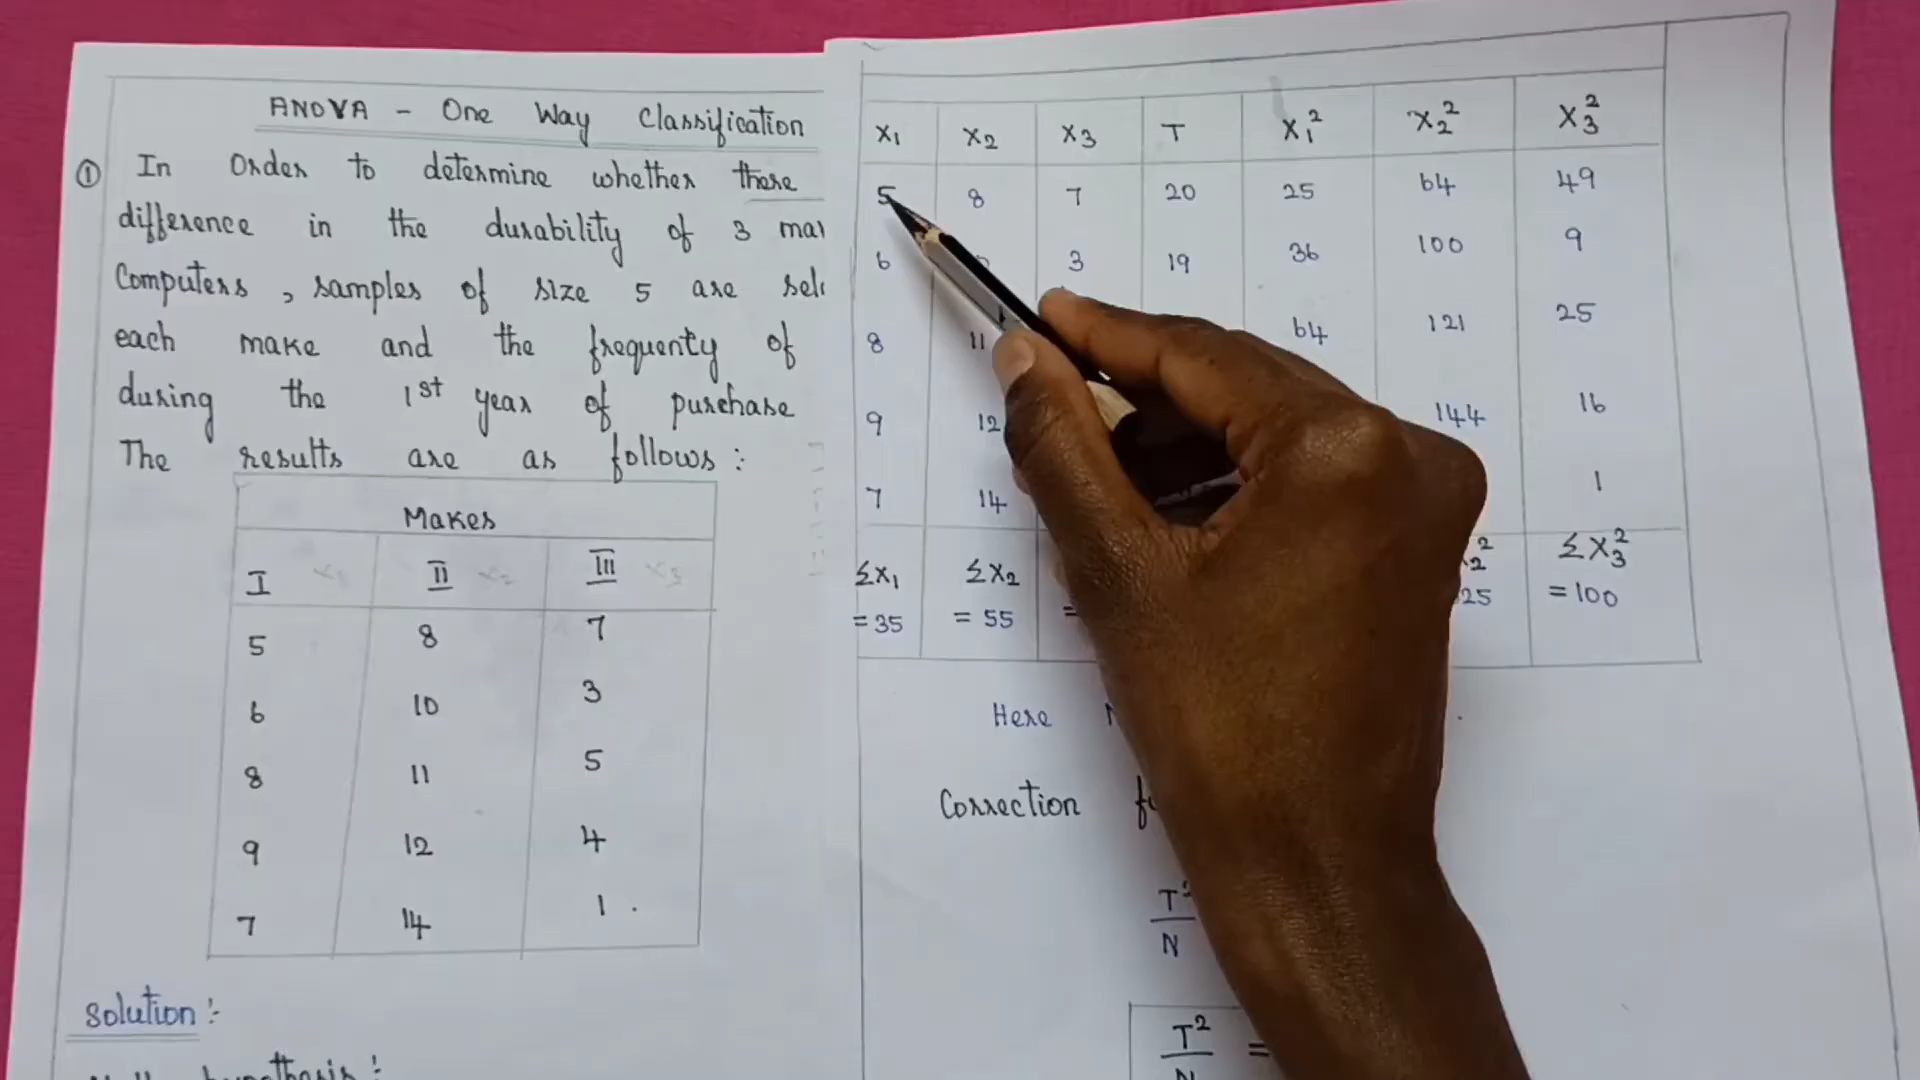 ANOVA - One Way Classification
① In Order to determine whether there
difference in the durability of 3
Computers, samples of size 5 are
each make and the frequenty of
during the 1st year of purchase
The results are as follows:
Makes
I X1 II X2 III X3
5 8 7
6 10 3
8 11 5
9 12 4
7 14 1.
Solution:-
hypothesis:
X1 X2 X3 T X1² X2² X3²
5 8 7 20 25 64 49
6 3 19 36 100 9
8 11 64 121 25
9 12 144 16
7 14 1
ΣX1 ΣX2 ΣX3²
=35 = 55 = 100
Here
Correction
T²
N
T² =
N